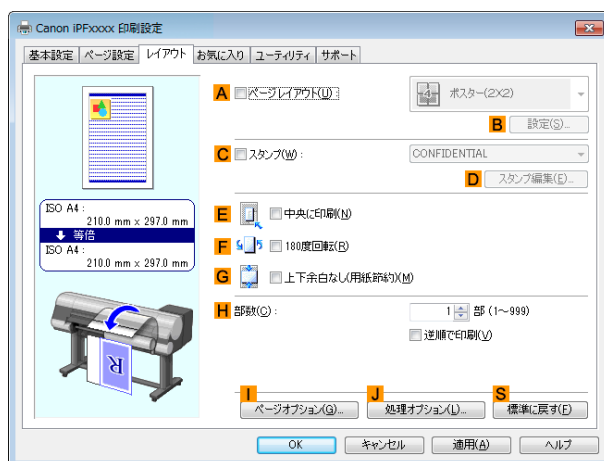 Canon iPFxxxx 印刷設定
基本設定 ページ設定 レイアウト お気に入り ユーティリティ サポート
A ページレイアウト(U) : 4 ポスター(2×2)
B 設定(S)...
C スタンプ(W) : CONFIDENTIAL
D スタンプ編集(E)...
ISO A4 :
210.0 mm x 297.0 mm
等倍
ISO A4 :
210.0 mm x 297.0 mm
E 中央に印刷(N)
F 180度回転(R)
G 上下余白なし(用紙節約)(M)
H 部数(C) : 1 部 (1～999)
逆順で印刷(V)
R
I ページオプション(G)... J 処理オプション(L)... S 標準に戻す(F)
OK キャンセル 適用(A) ヘルプ